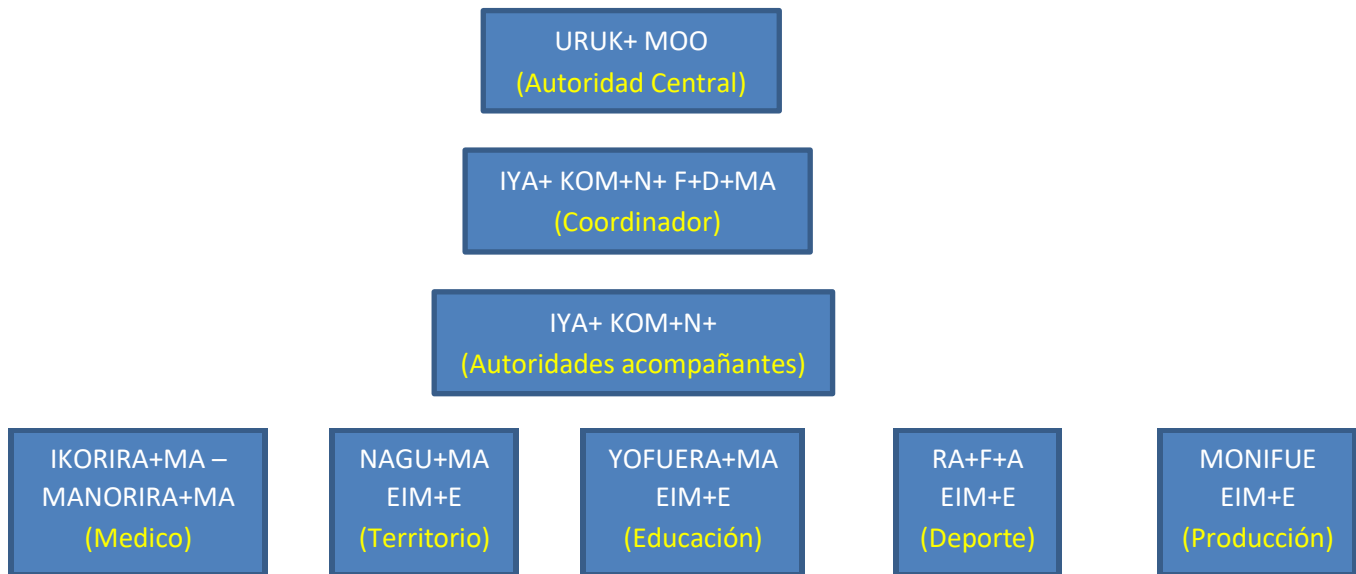 URUK+ MOO
(Autoridad Central)
IYA+ KOM+N+ F+D+MA
(Coordinador)
IYA+ KOM+N+
(Autoridades acompañantes)
IKORIRA+MA –
MANORIRA+MA
(Medico)
NAGU+MA
EIM+E
(Territorio)
YOFUERA+MA
EIM+E
(Educación)
RA+F+A
EIM+E
(Deporte)
MONIFUE
EIM+E
(Producción)